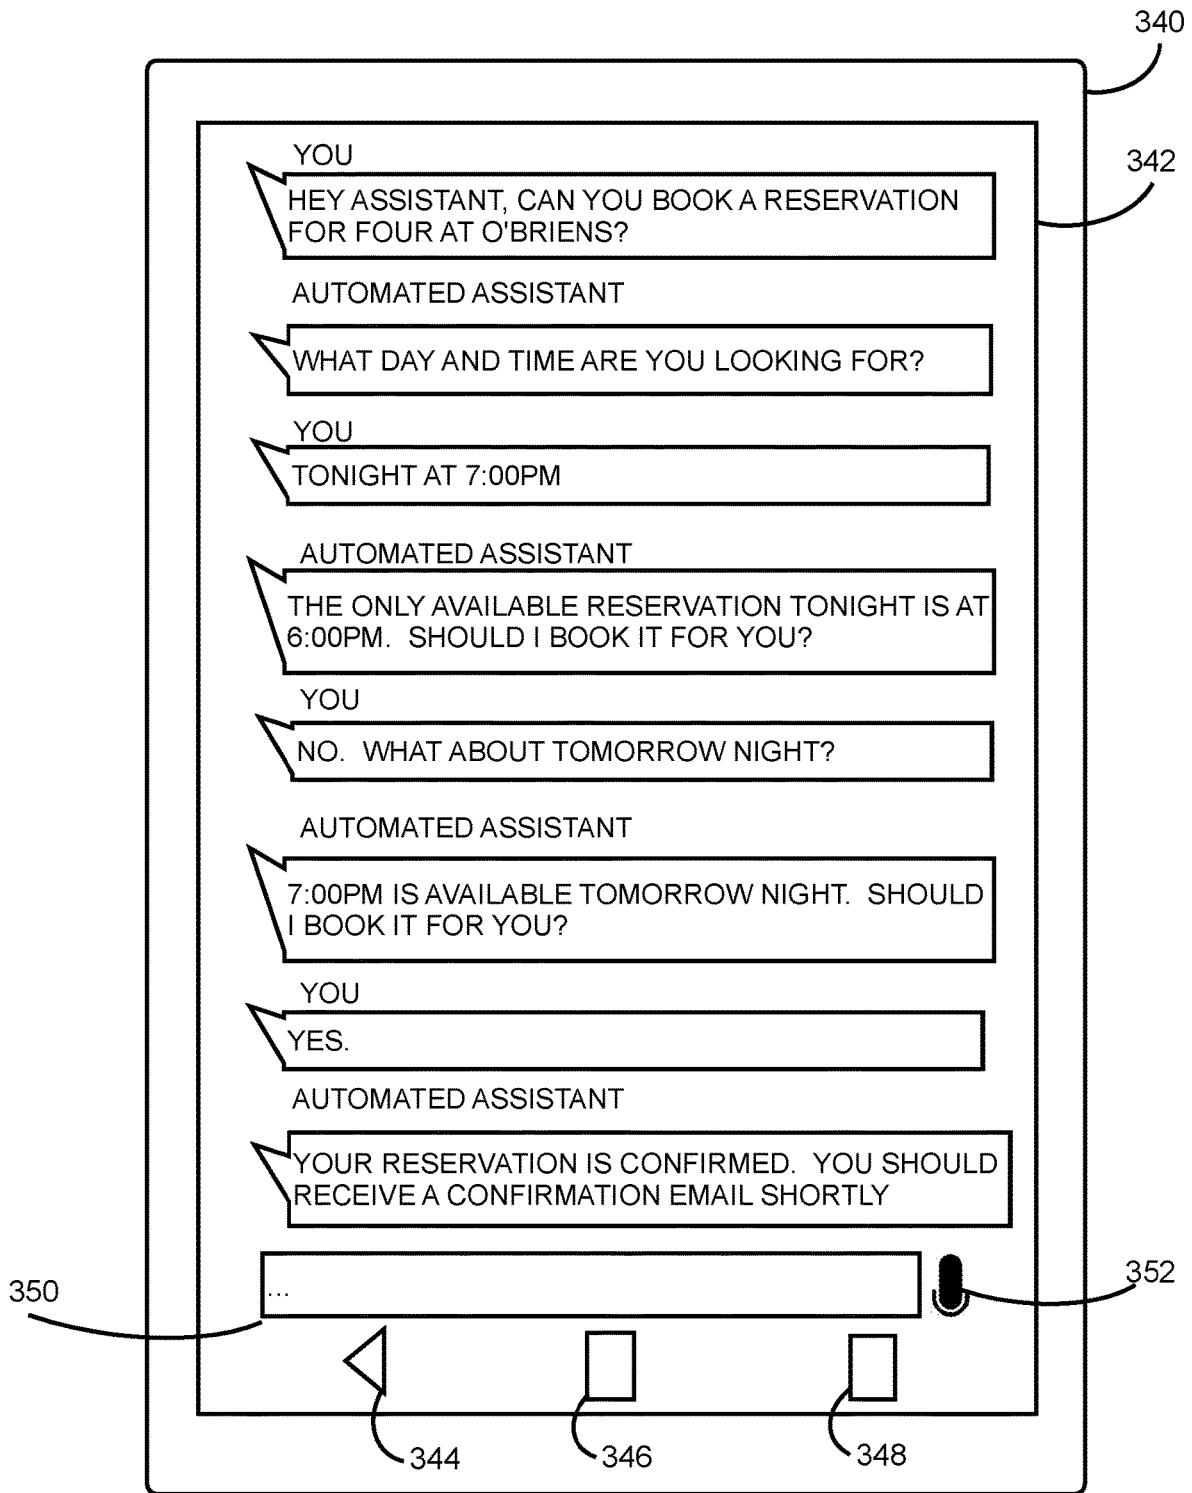 340
YOU
342
HEY ASSISTANT, CAN YOU BOOK A RESERVATION
FOR FOUR AT O'BRIENS?
AUTOMATED ASSISTANT
WHAT DAY AND TIME ARE YOU LOOKING FOR?
YOU
TONIGHT AT 7:00PM
AUTOMATED ASSISTANT
THE ONLY AVAILABLE RESERVATION TONIGHT IS AT
6:00PM.  SHOULD I BOOK IT FOR YOU?
YOU
NO.  WHAT ABOUT TOMORROW NIGHT?
AUTOMATED ASSISTANT
7:00PM IS AVAILABLE TOMORROW NIGHT.  SHOULD
I BOOK IT FOR YOU?
YOU
YES.
AUTOMATED ASSISTANT
YOUR RESERVATION IS CONFIRMED.  YOU SHOULD
RECEIVE A CONFIRMATION EMAIL SHORTLY
350
...
352
344
346
348